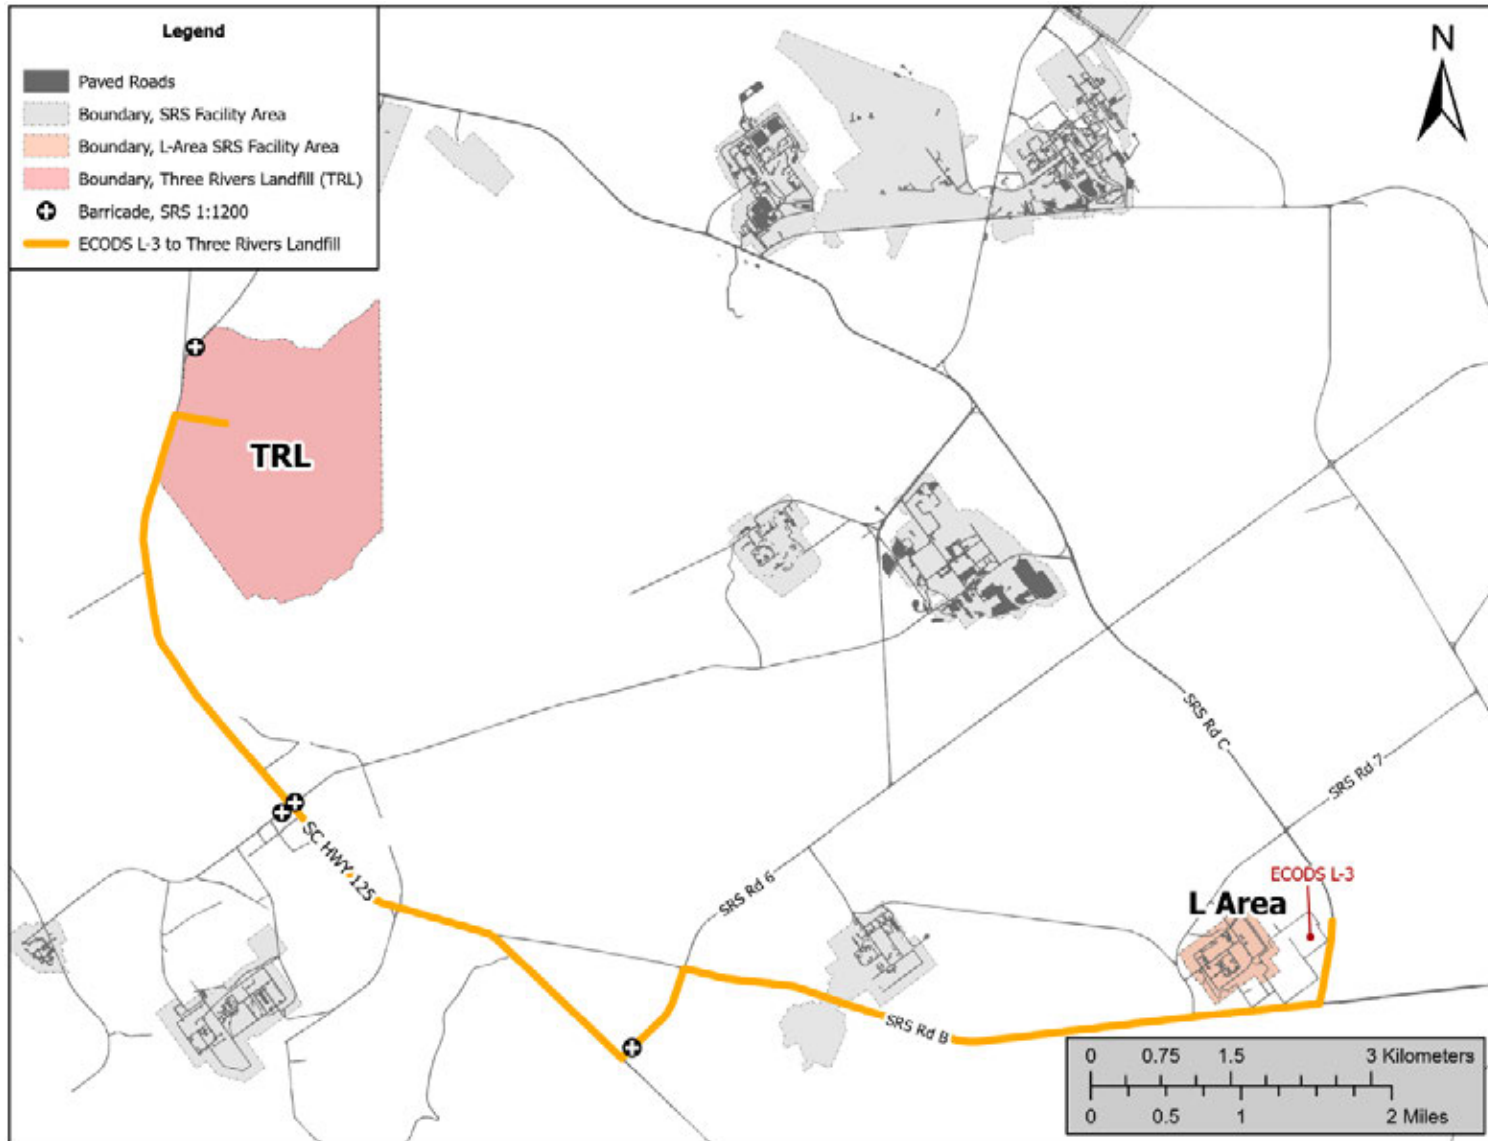 Legend
Paved Roads
Boundary, SRS Facility Area
Boundary, L-Area SRS Facility Area
Boundary, Three Rivers Landfill (TRL)
Barricade, SRS 1:1200
ECODS L-3 to Three Rivers Landfill
N
TRL
SRS Rd C
SRS Rd 7
SC HWY 125
SRS Rd 6
ECODS L-3
L Area
SRS Rd B
0 0.75 1.5 3 Kilometers
0 0.5 1 2 Miles